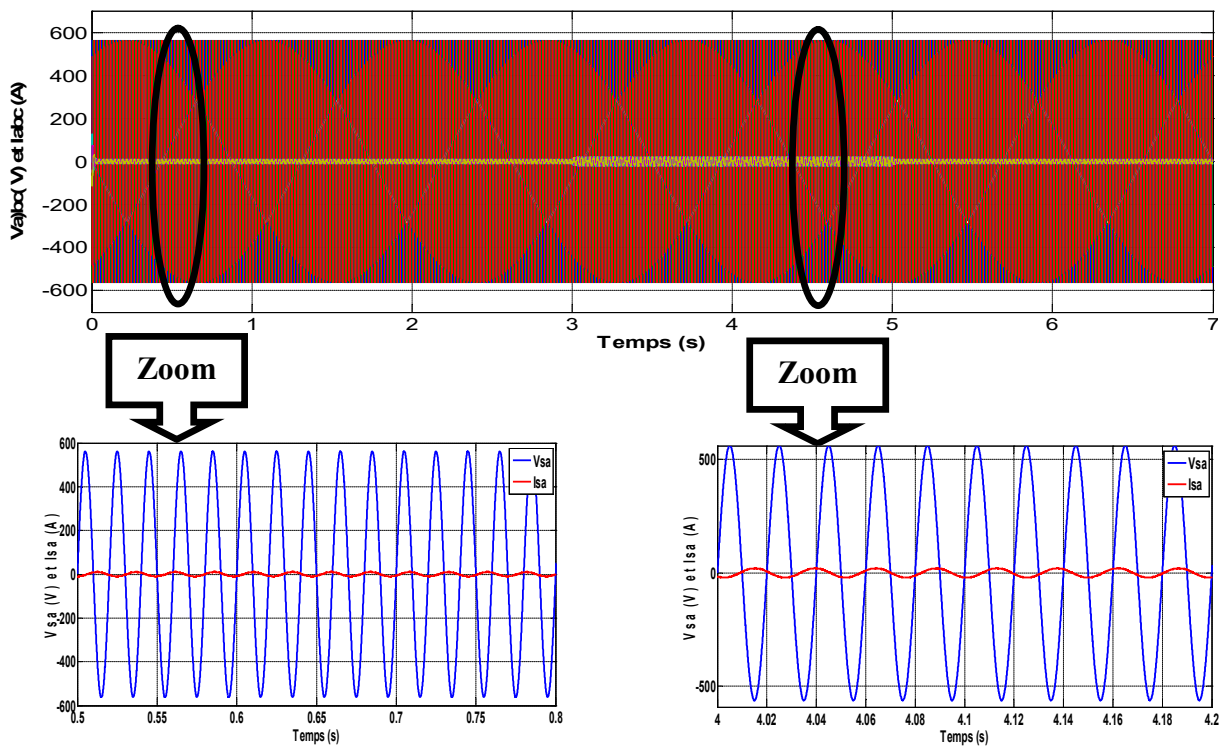 Va)bc( V) et Iabc (A)
600
400
200
0
-200
-400
-600
0 1 2 3 4 5 6 7
Temps (s)
Zoom
Zoom
Vsa (V) et Isa (A)
600
400
200
0
-200
-400
-600
0.5 0.55 0.6 0.65 0.7 0.75 0.8
Temps (s)
Vsa
Isa
Vsa (V) et Isa (A)
500
0
-500
4 4.02 4.04 4.06 4.08 4.1 4.12 4.14 4.16 4.18 4.2
Temps (s)
Vsa
Isa